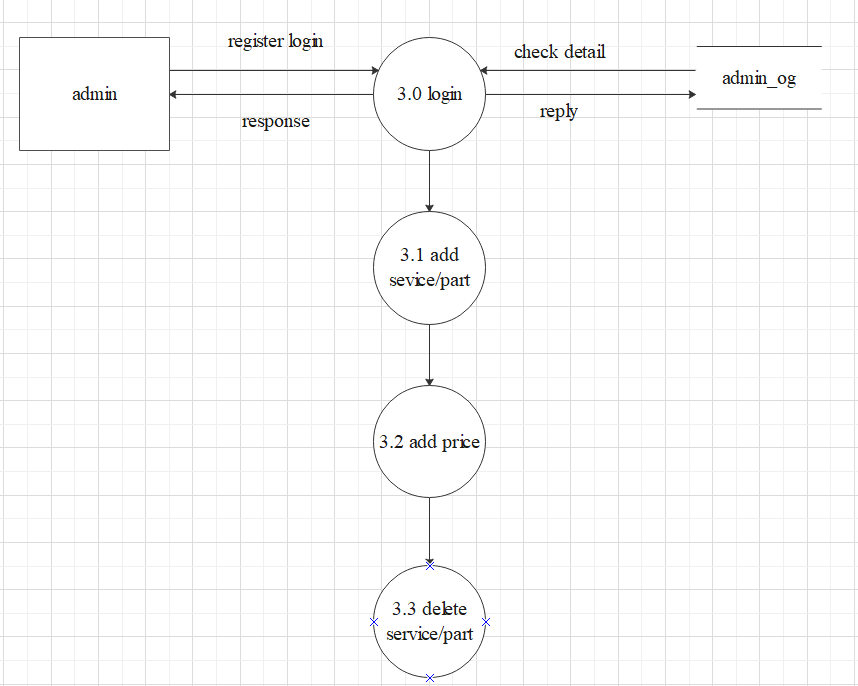 register login
check detail
admin
3.0 login
admin_og
response
reply
3.1 add
sevice/part
3.2 add price
3.3 delete
service/part